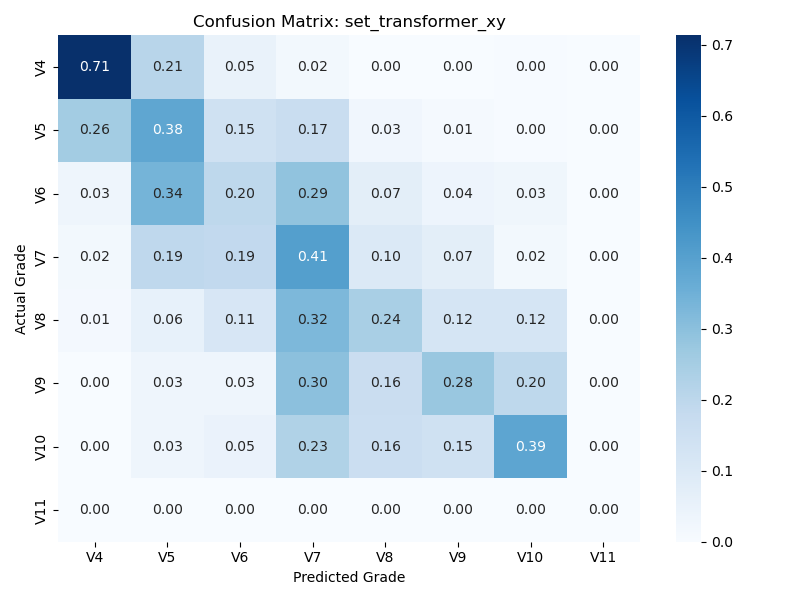 Confusion Matrix: set_transformer_xy
Actual Grade
V4 0.71 0.21 0.05 0.02 0.00 0.00 0.00 0.00
V5 0.26 0.38 0.15 0.17 0.03 0.01 0.00 0.00
V6 0.03 0.34 0.20 0.29 0.07 0.04 0.03 0.00
V7 0.02 0.19 0.19 0.41 0.10 0.07 0.02 0.00
V8 0.01 0.06 0.11 0.32 0.24 0.12 0.12 0.00
V9 0.00 0.03 0.03 0.30 0.16 0.28 0.20 0.00
V10 0.00 0.03 0.05 0.23 0.16 0.15 0.39 0.00
V11 0.00 0.00 0.00 0.00 0.00 0.00 0.00 0.00
V4 V5 V6 V7 V8 V9 V10 V11
Predicted Grade
0.7
0.6
0.5
0.4
0.3
0.2
0.1
0.0